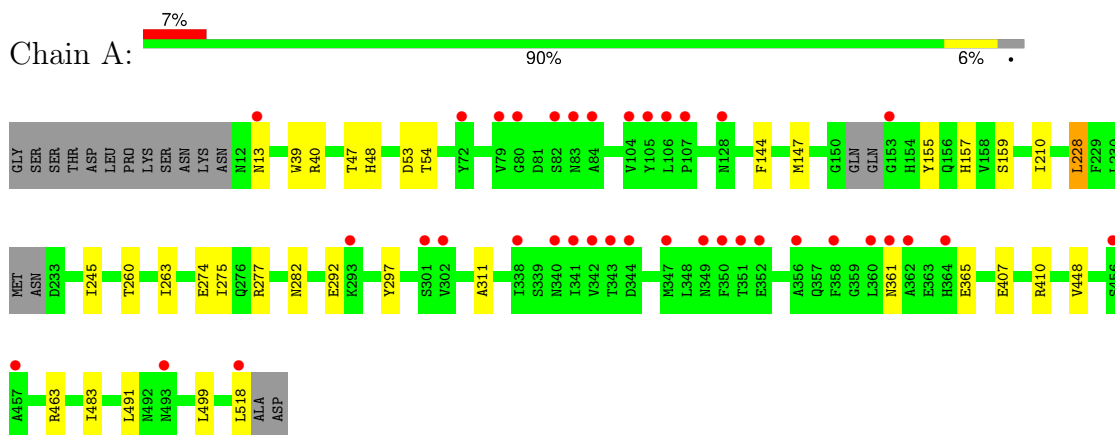 7%
Chain A:
90% 6% •
GLY SER SER THR ASP LEU PRO LYS SER ASN LYS ASN N12 N13 W39 R40 T47 H48 D53 T54 Y72 V79 G80 D81 S82 N83 A84 V104 Y105 L106 P107 N128 F144 M147 G150 GLN GLN G153 H154 Y155 Q156 H157 V158 S159 I210 L228 F229 L230
MET ASN D233 I245 T260 I263 E274 I275 Q276 R277 N282 E292 K293 Y297 S301 V302 A311 I338 S339 N340 I341 V342 T343 D344 M347 L348 N349 F350 T351 E352 A356 Q357 F358 G359 L360 N361 A362 E363 H364 E365 E407 R410 V448 S456
A457 R463 I483 L491 N492 N493 L499 L518 ALA ASP